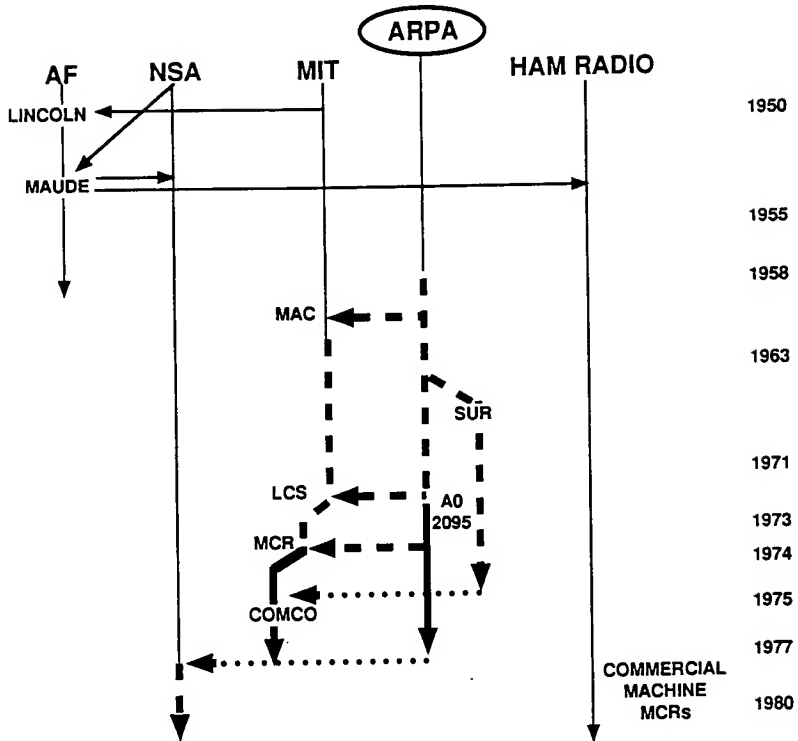 ARPA
AF
NSA
MIT
HAM RADIO
LINCOLN
1950
MAUDE
1955
1958
MAC
1963
SUR
1971
LCS
A0
2095
1973
MCR
1974
1975
COMCO
1977
COMMERCIAL
MACHINE
MCRs
1980